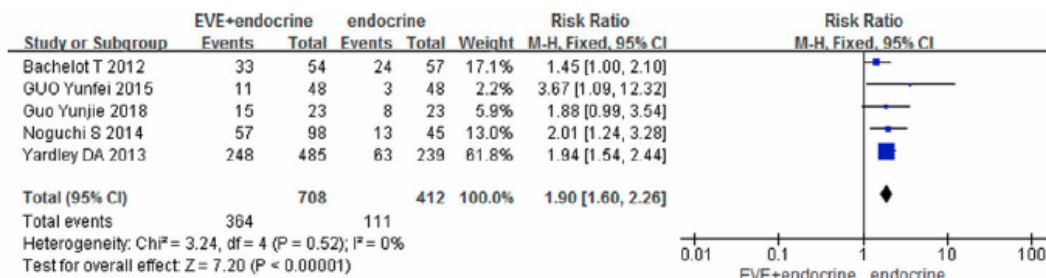 EVE+endocrine endocrine Risk Ratio Risk Ratio
Study or Subgroup Events Total Events Total Weight M-H, Fixed, 95% CI M-H, Fixed, 95% CI
Bachelot T 2012 33 54 24 57 17.1% 1.45 [1.00, 2.10]
GUO Yunfei 2015 11 48 3 48 2.2% 3.67 [1.09, 12.32]
Guo Yunjie 2018 15 23 8 23 5.9% 1.88 [0.99, 3.54]
Noguchi S 2014 57 98 13 45 13.0% 2.01 [1.24, 3.28]
Yardley DA 2013 248 485 63 239 61.8% 1.94 [1.54, 2.44]
Total (95% CI) 708 412 100.0% 1.90 [1.60, 2.26]
Total events 364 111
Heterogeneity: Chi² = 3.24, df = 4 (P = 0.52); I² = 0%
Test for overall effect: Z = 7.20 (P < 0.00001)
0.01 0.1 1 10 100
EVE+endocrine endocrine